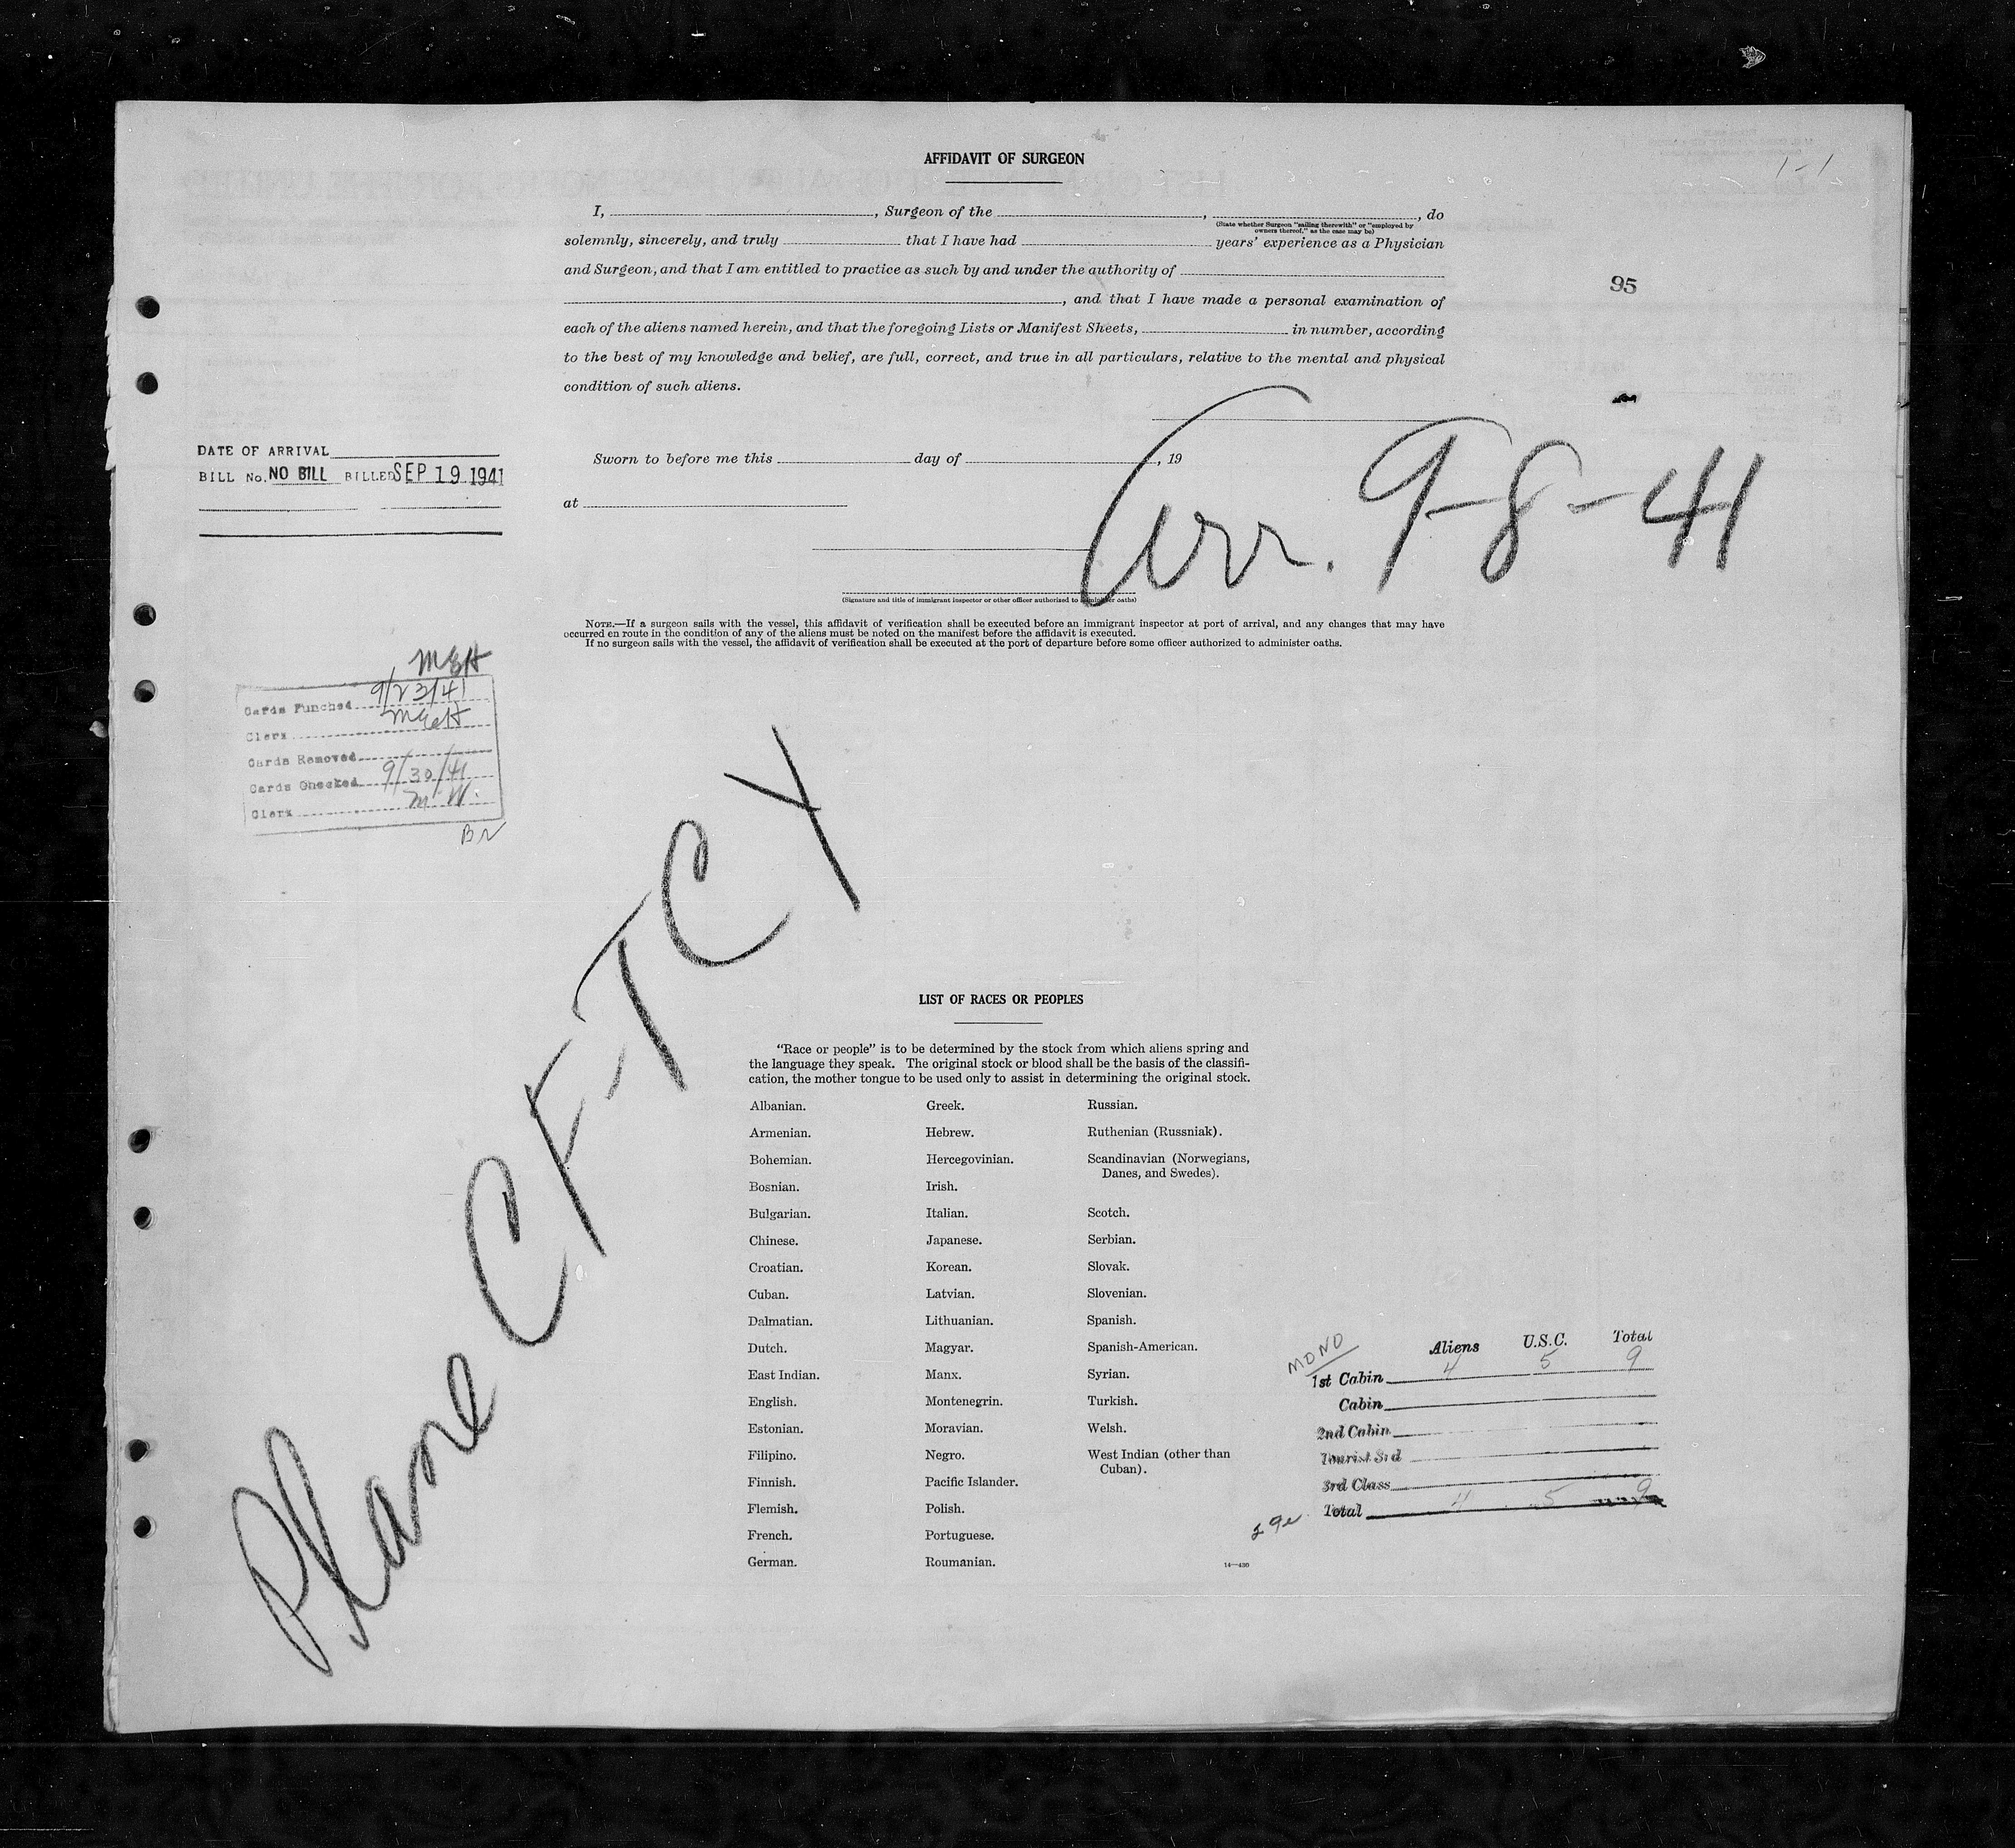 AFFIDAVIT OF SURGEON
1-1
I, , Surgeon of the , , do
(State whether Surgeon "sailing therewith" or "employed by
owners thereof," as the case may be)
solemnly, sincerely, and truly that I have had years' experience as a Physician
and Surgeon, and that I am entitled to practice as such by and under the authority of
95
, and that I have made a personal examination of
each of the aliens named herein, and that the foregoing Lists or Manifest Sheets, in number, according
to the best of my knowledge and belief, are full, correct, and true in all particulars, relative to the mental and physical
condition of such aliens.
DATE OF ARRIVAL
BILL No. NO BILL BILLED SEP 19 1941
Sworn to before me this day of , 19
at
Arr. 9-8-41
(Signature and title of immigrant inspector or other officer authorized to administer oaths)
NOTE.—If a surgeon sails with the vessel, this affidavit of verification shall be executed before an immigrant inspector at port of arrival, and any changes that may have
occurred en route in the condition of any of the aliens must be noted on the manifest before the affidavit is executed.
If no surgeon sails with the vessel, the affidavit of verification shall be executed at the port of departure before some officer authorized to administer oaths.
MEH
Cards Punched 9/23/41
Clerk MEH
Cards Removed
Cards Checked 9/30/41
Clerk M.W.
Plane CF-TCY
LIST OF RACES OR PEOPLES
"Race or people" is to be determined by the stock from which aliens spring and
the language they speak. The original stock or blood shall be the basis of the classifi-
cation, the mother tongue to be used only to assist in determining the original stock.
Albanian. Greek. Russian.
Armenian. Hebrew. Ruthenian (Russniak).
Bohemian. Hercegovinian. Scandinavian (Norwegians,
Danes, and Swedes).
Bosnian. Irish.
Bulgarian. Italian. Scotch.
Chinese. Japanese. Serbian.
Croatian. Korean. Slovak.
Cuban. Latvian. Slovenian.
Dalmatian. Lithuanian. Spanish.
Dutch. Magyar. Spanish-American.
East Indian. Manx. Syrian.
English. Montenegrin. Turkish.
Estonian. Moravian. Welsh.
Filipino. Negro. West Indian (other than
Cuban).
Finnish. Pacific Islander.
Flemish. Polish.
French. Portuguese.
German. Roumanian.
14—430
MONO
Aliens U.S.C. Total
1st Cabin 4 5 9
Cabin
2nd Cabin
Tourist 3rd
3rd Class
Total 4 5 9